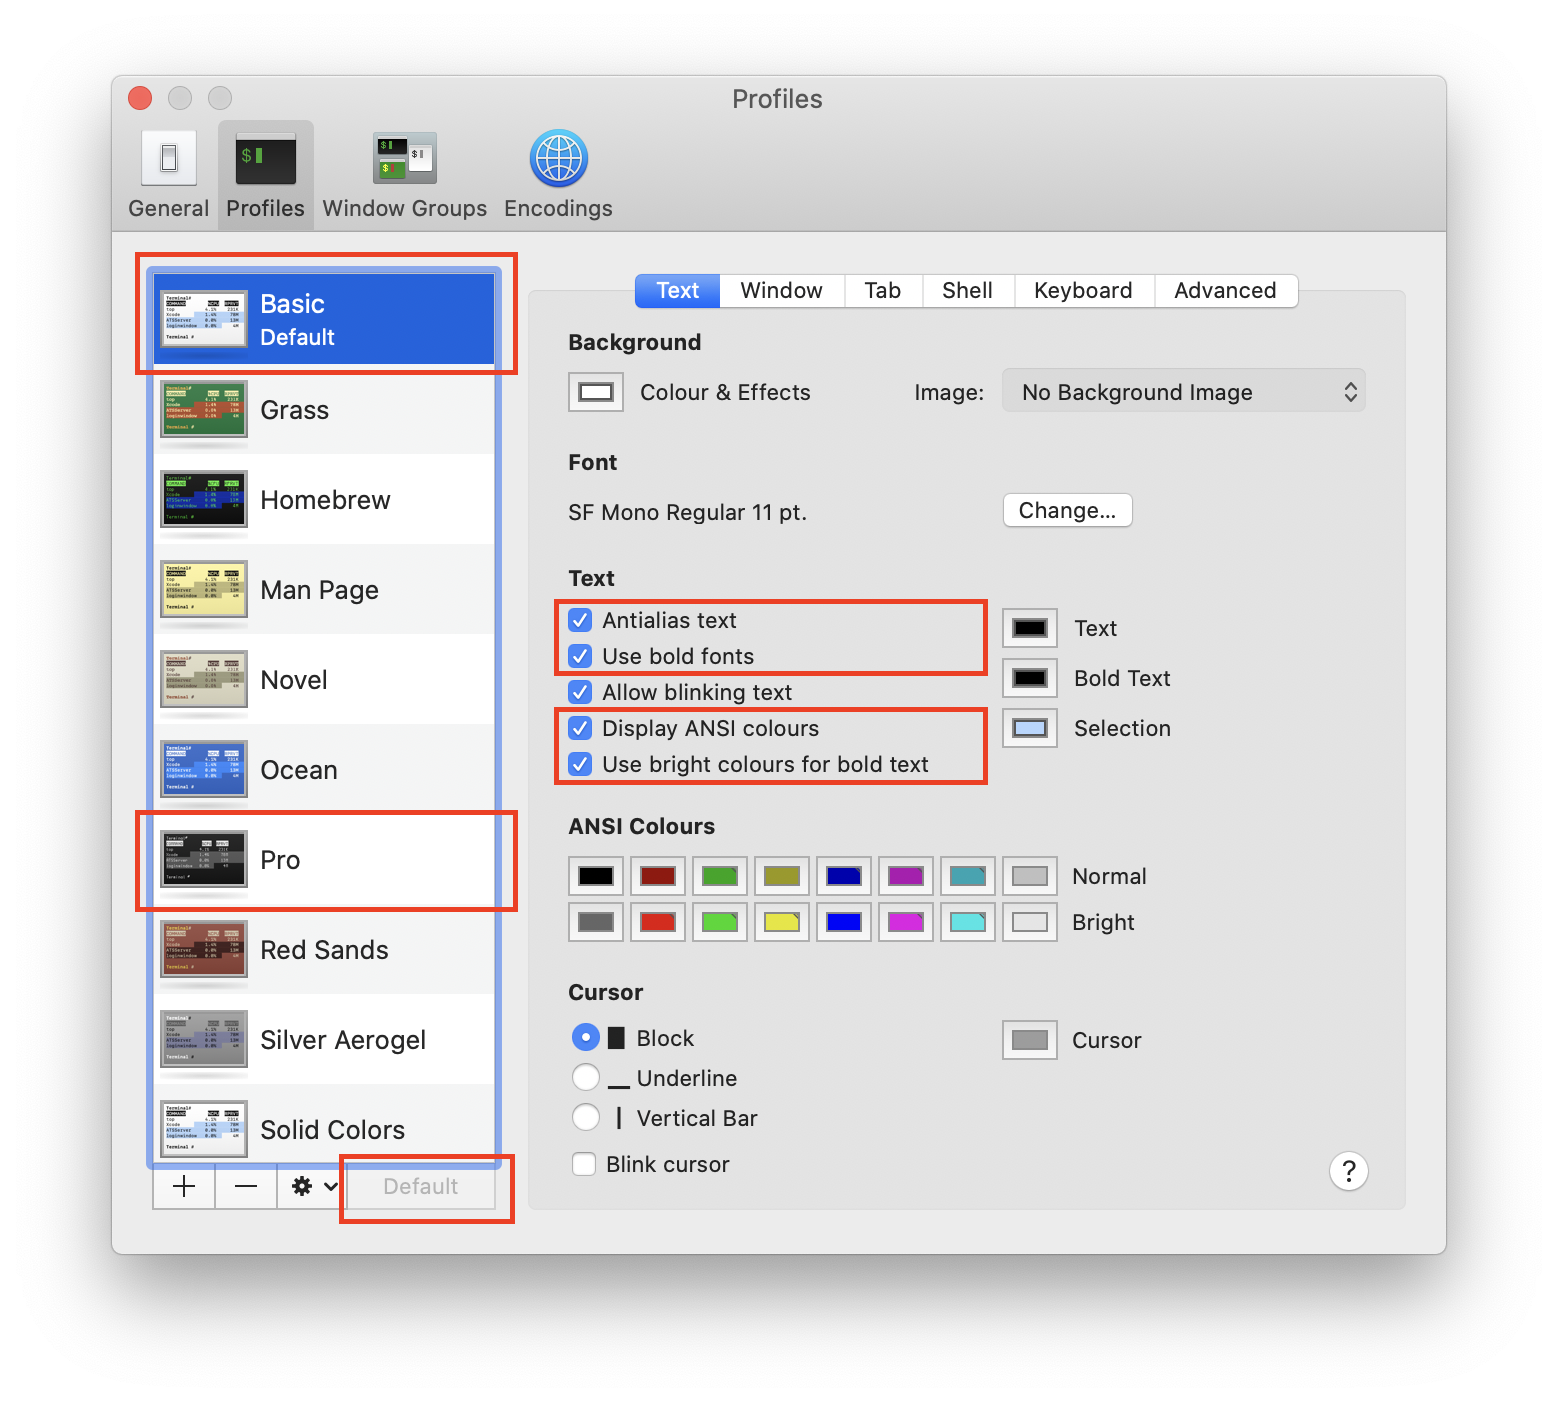 Profiles
General
Profiles
Window Groups
Encodings
Basic
Default
Grass
Homebrew
Man Page
Novel
Ocean
Pro
Red Sands
Silver Aerogel
Solid Colors
Default
Text
Window
Tab
Shell
Keyboard
Advanced
Background
Colour & Effects
Image:
No Background Image
Font
SF Mono Regular 11 pt.
Change...
Text
Antialias text
Use bold fonts
Allow blinking text
Display ANSI colours
Use bright colours for bold text
Text
Bold Text
Selection
ANSI Colours
Normal
Bright
Cursor
Block
Underline
Vertical Bar
Blink cursor
Cursor
?